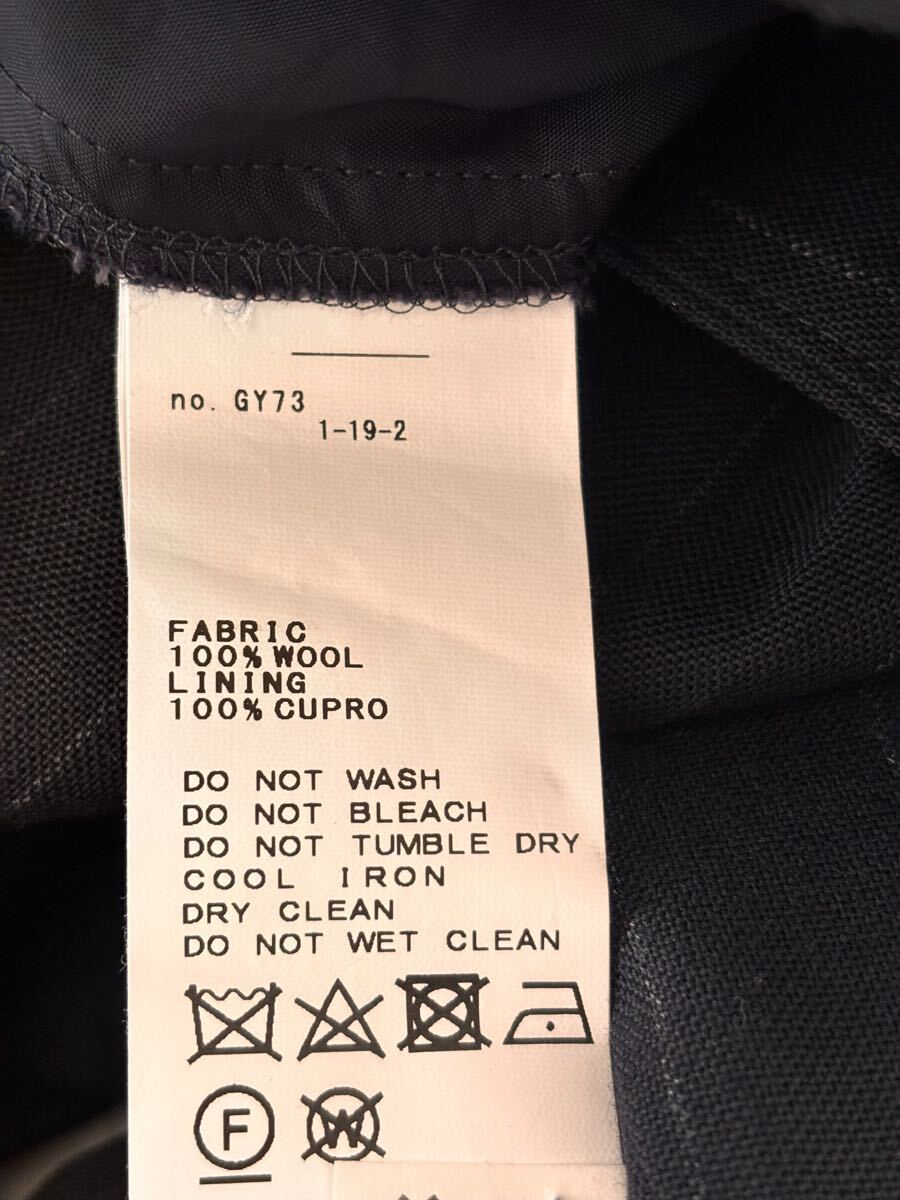 no. GY73
1-19-2
FABRIC
100% WOOL
LINING
100% CUPRO
DO NOT WASH
DO NOT BLEACH
DO NOT TUMBLE DRY
COOL IRON
DRY CLEAN
DO NOT WET CLEAN
F W